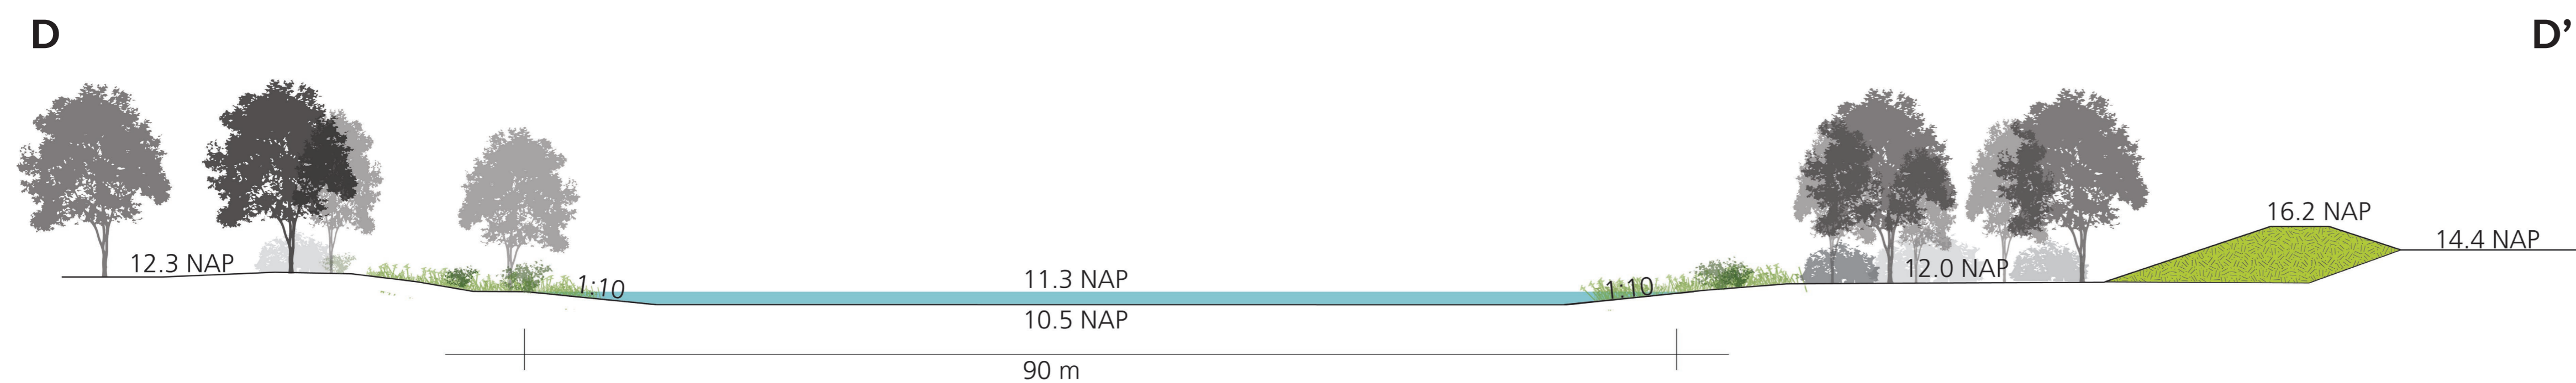 D
D’
12.3 NAP
1:10
11.3 NAP
10.5 NAP
90 m
1:10
12.0 NAP
16.2 NAP
14.4 NAP